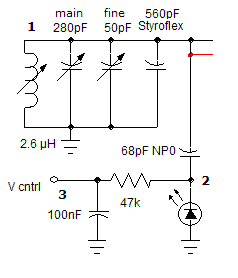 1
main fine 560pF
280pF 50pF Styroflex
2.6 µH
68pF NP0
V cntrl 3 2
100nF 47k